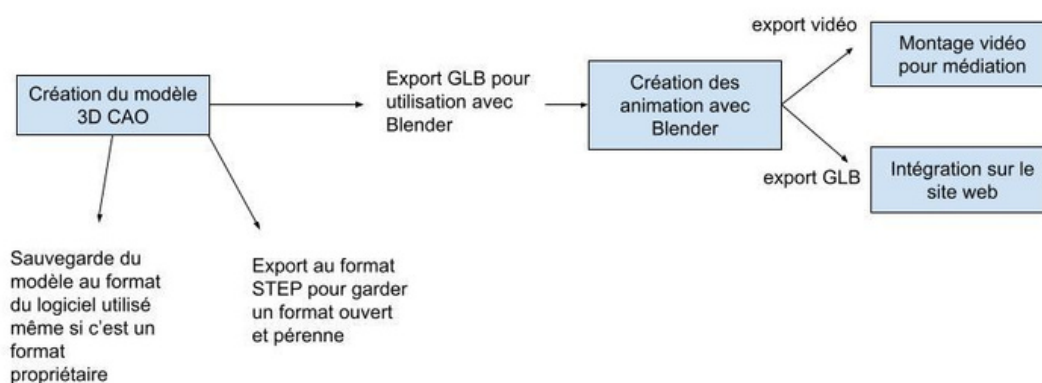 Création du modèle
3D CAO
Sauvegarde du
modèle au format
du logiciel utilisé
même si c'est un
format
propriétaire
Export au format
STEP pour garder
un format ouvert
et pérenne
Export GLB pour
utilisation avec
Blender
Création des
animation avec
Blender
export vidéo
Montage vidéo
pour médiation
export GLB
Intégration sur le
site web